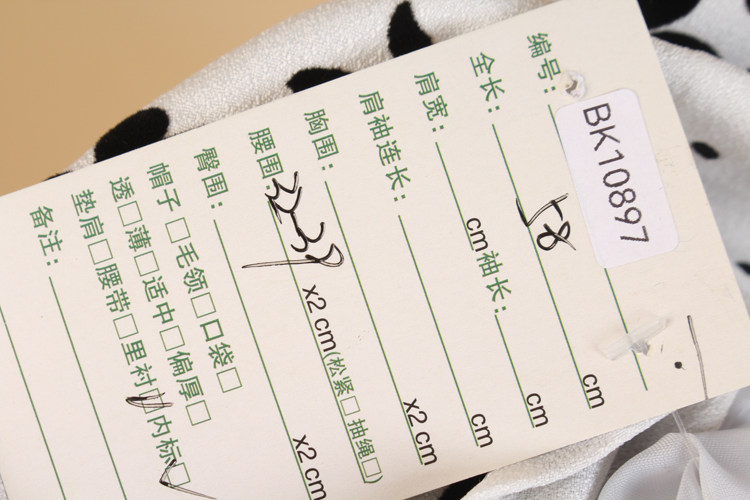 编号: BK10897
全长: 58 cm
肩宽: cm 袖长: cm
肩袖连长: cm
胸围: x2 cm
腰围: 32-39 x2 cm(松紧□ 抽绳□)
臀围: x2 cm
帽子□毛领□口袋□
透□薄□适中□偏厚□
垫肩□腰带□里衬☑内标☑
备注: